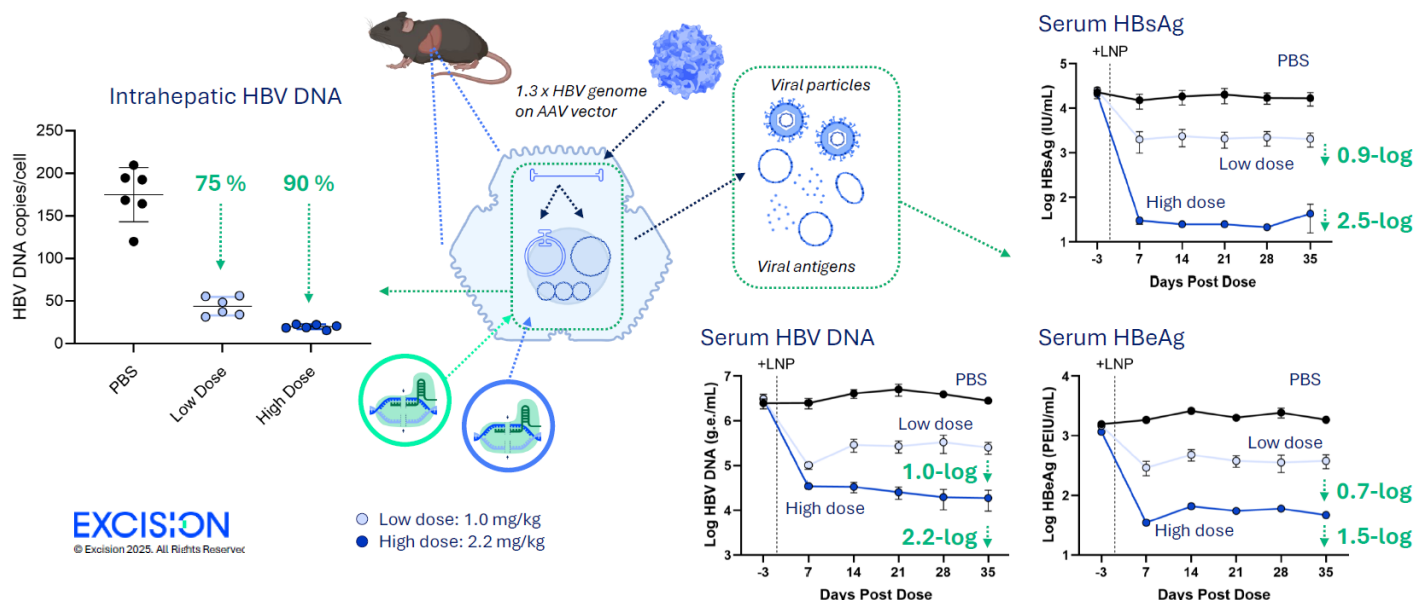 Intrahepatic HBV DNA
HBV DNA copies/cell
250
200
150
100
50
0
75 %
90 %
PBS
Low Dose
High Dose
1.3 x HBV genome
on AAV vector
Viral particles
Viral antigens
Serum HBsAg
+LNP
PBS
Log HBsAg (IU/mL)
5
4
3
2
1
Low dose
High dose
0.9-log
2.5-log
-3
7
14
21
28
35
Days Post Dose
Serum HBV DNA
+LNP
PBS
Log HBV DNA (g.e./mL)
7
6
5
4
3
Low dose
1.0-log
High dose
2.2-log
-3
7
14
21
28
35
Days Post Dose
Serum HBeAg
+LNP
PBS
Log HBeAg (PEIU/mL)
4
3
2
1
Low dose
0.7-log
High dose
1.5-log
-3
7
14
21
28
35
Days Post Dose
EXCISION
© Excision 2025. All Rights Reserved
Low dose: 1.0 mg/kg
High dose: 2.2 mg/kg